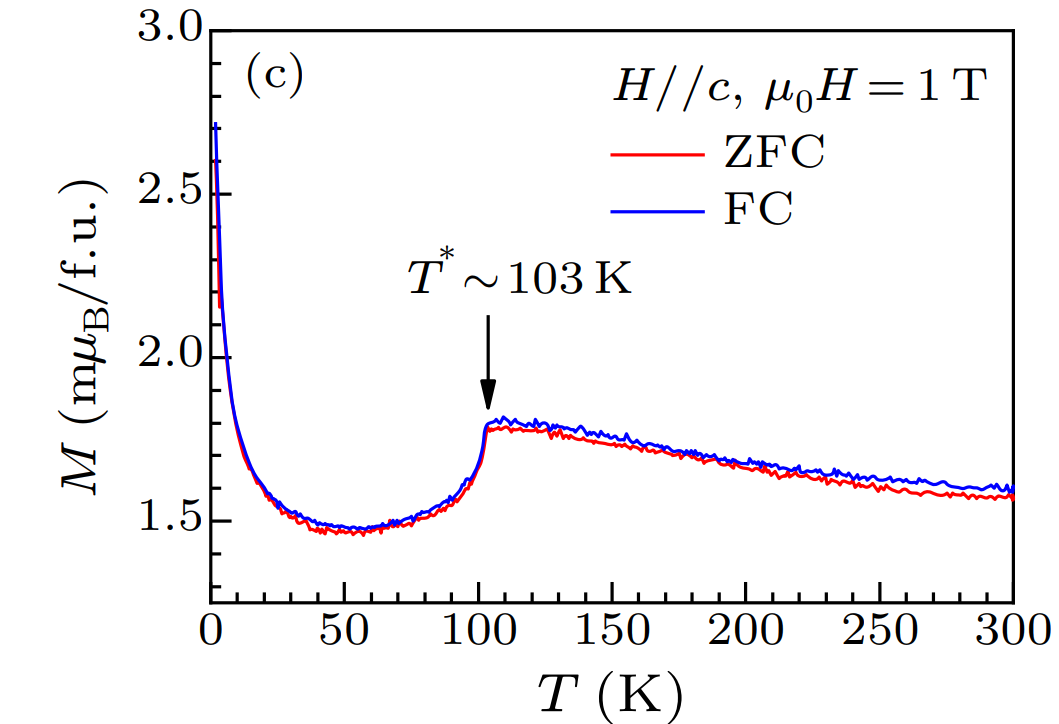 (c)
H//c, μ₀H = 1 T
ZFC
FC
T* ~ 103 K
3.0
2.5
2.0
1.5
M (mμB/f.u.)
0 50 100 150 200 250 300
T (K)